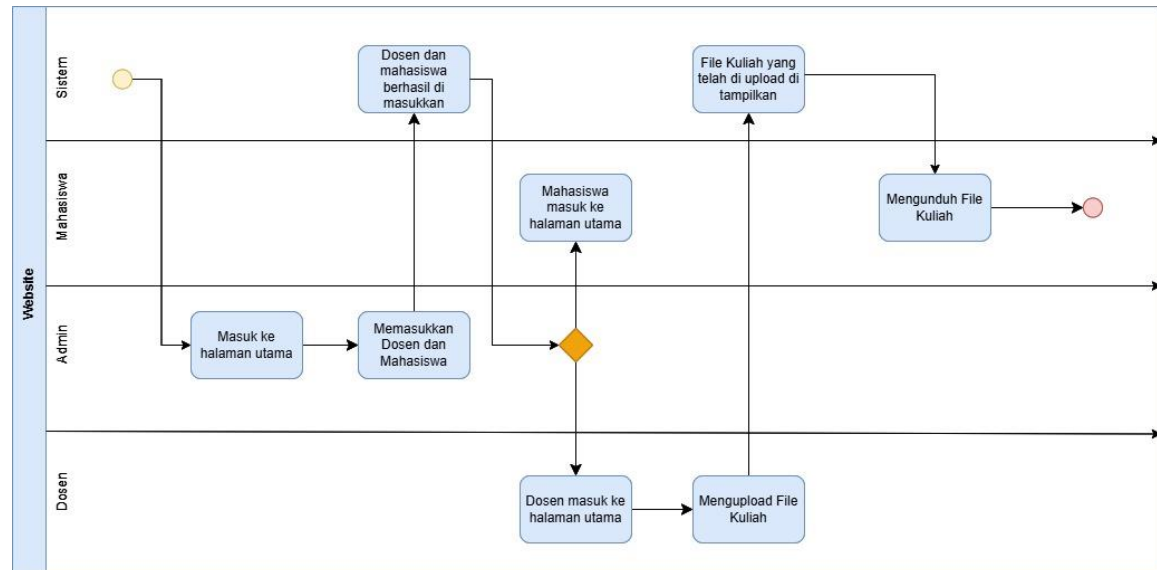 Website
Sistem
Dosen dan
mahasiswa
berhasil di
masukkan
File Kuliah yang
telah di upload di
tampilkan
Mahasiswa
Mahasiswa
masuk ke
halaman utama
Mengunduh File
Kuliah
Admin
Masuk ke
halaman utama
Memasukkan
Dosen dan
Mahasiswa
Dosen
Dosen masuk ke
halaman utama
Mengupload File
Kuliah